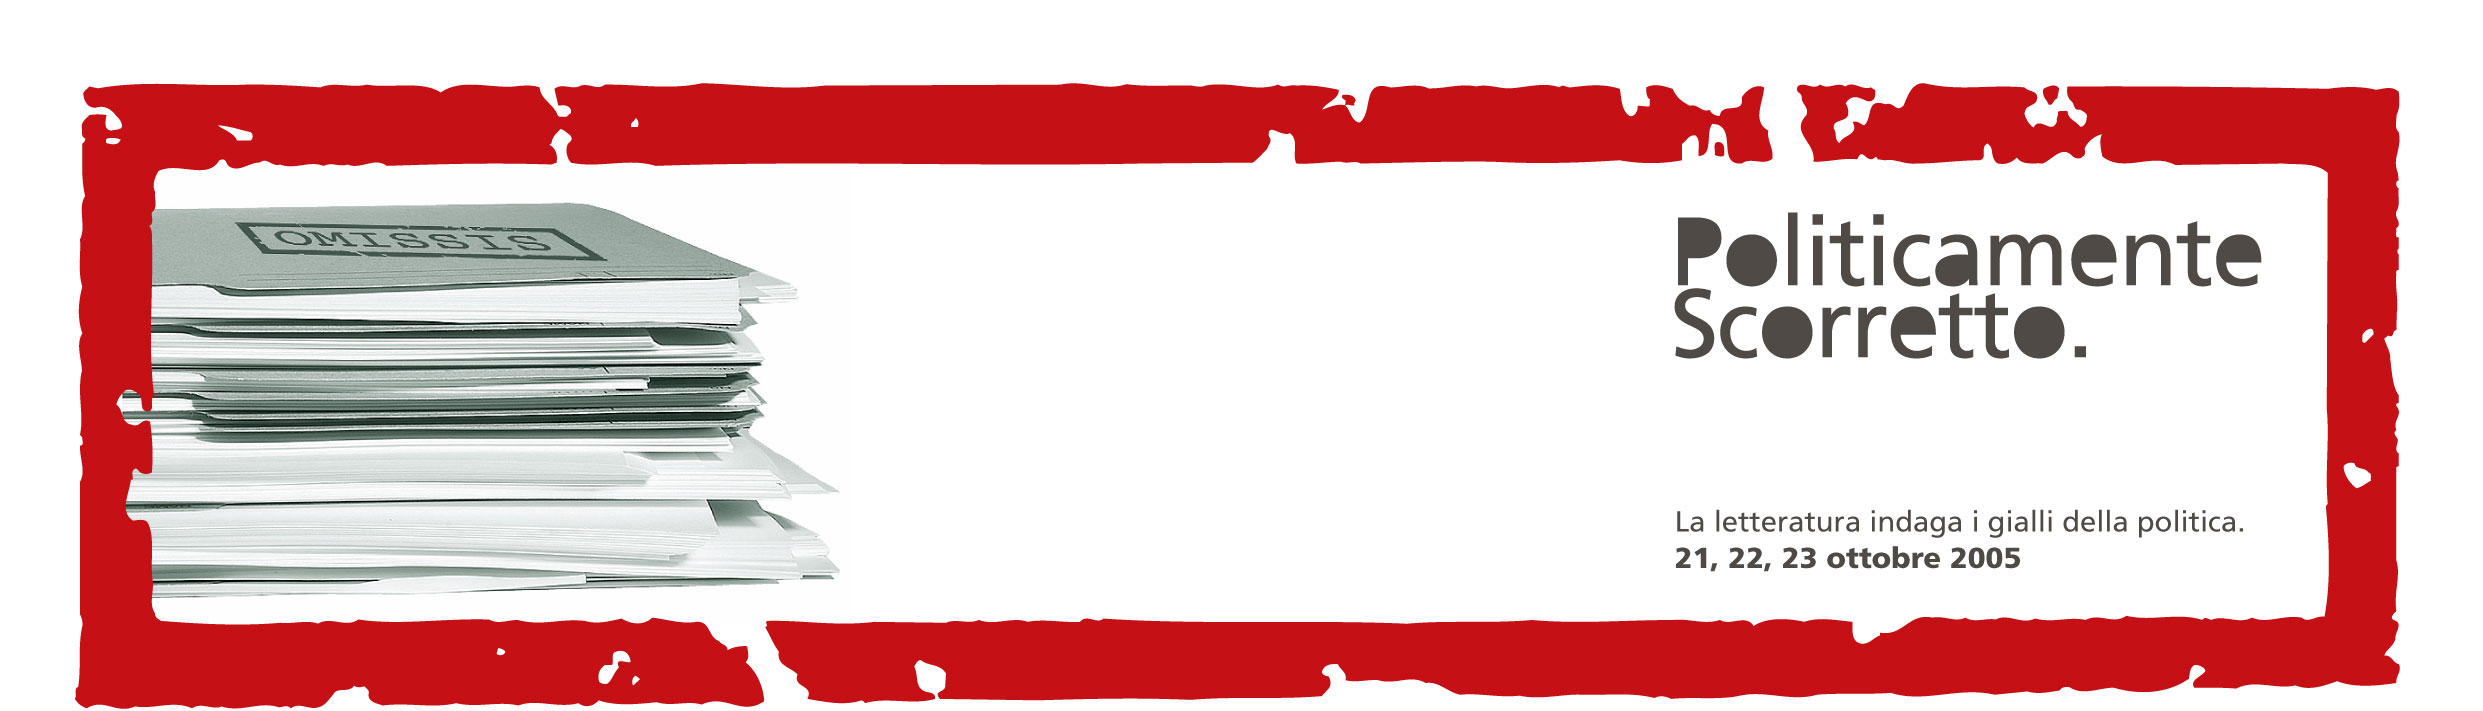 OMISSIS
Politicamente
Scorretto.
La letteratura indaga i gialli della politica.
21, 22, 23 ottobre 2005